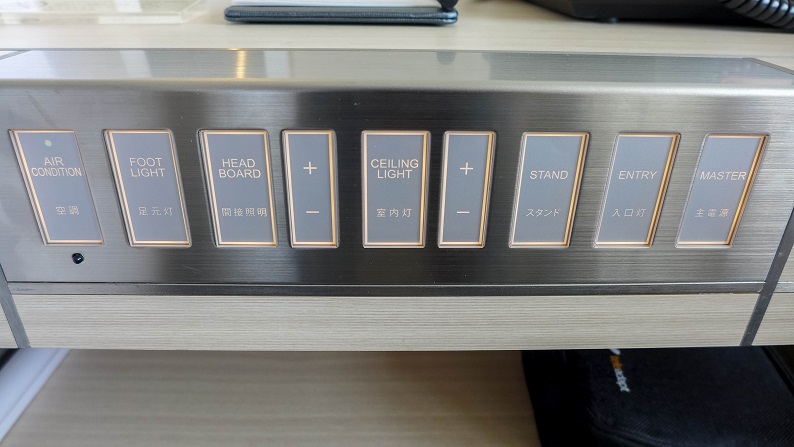 AIR
CONDITION
空調
FOOT
LIGHT
足元灯
HEAD
BOARD
間接照明
+
−
CEILING
LIGHT
室内灯
+
−
STAND
スタンド
ENTRY
入口灯
MASTER
主電源